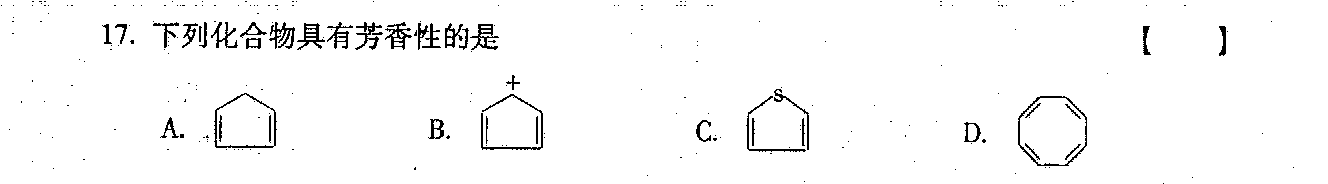 17. 下列化合物具有芳香性的是 【 】
+ S
A. B. C. D.